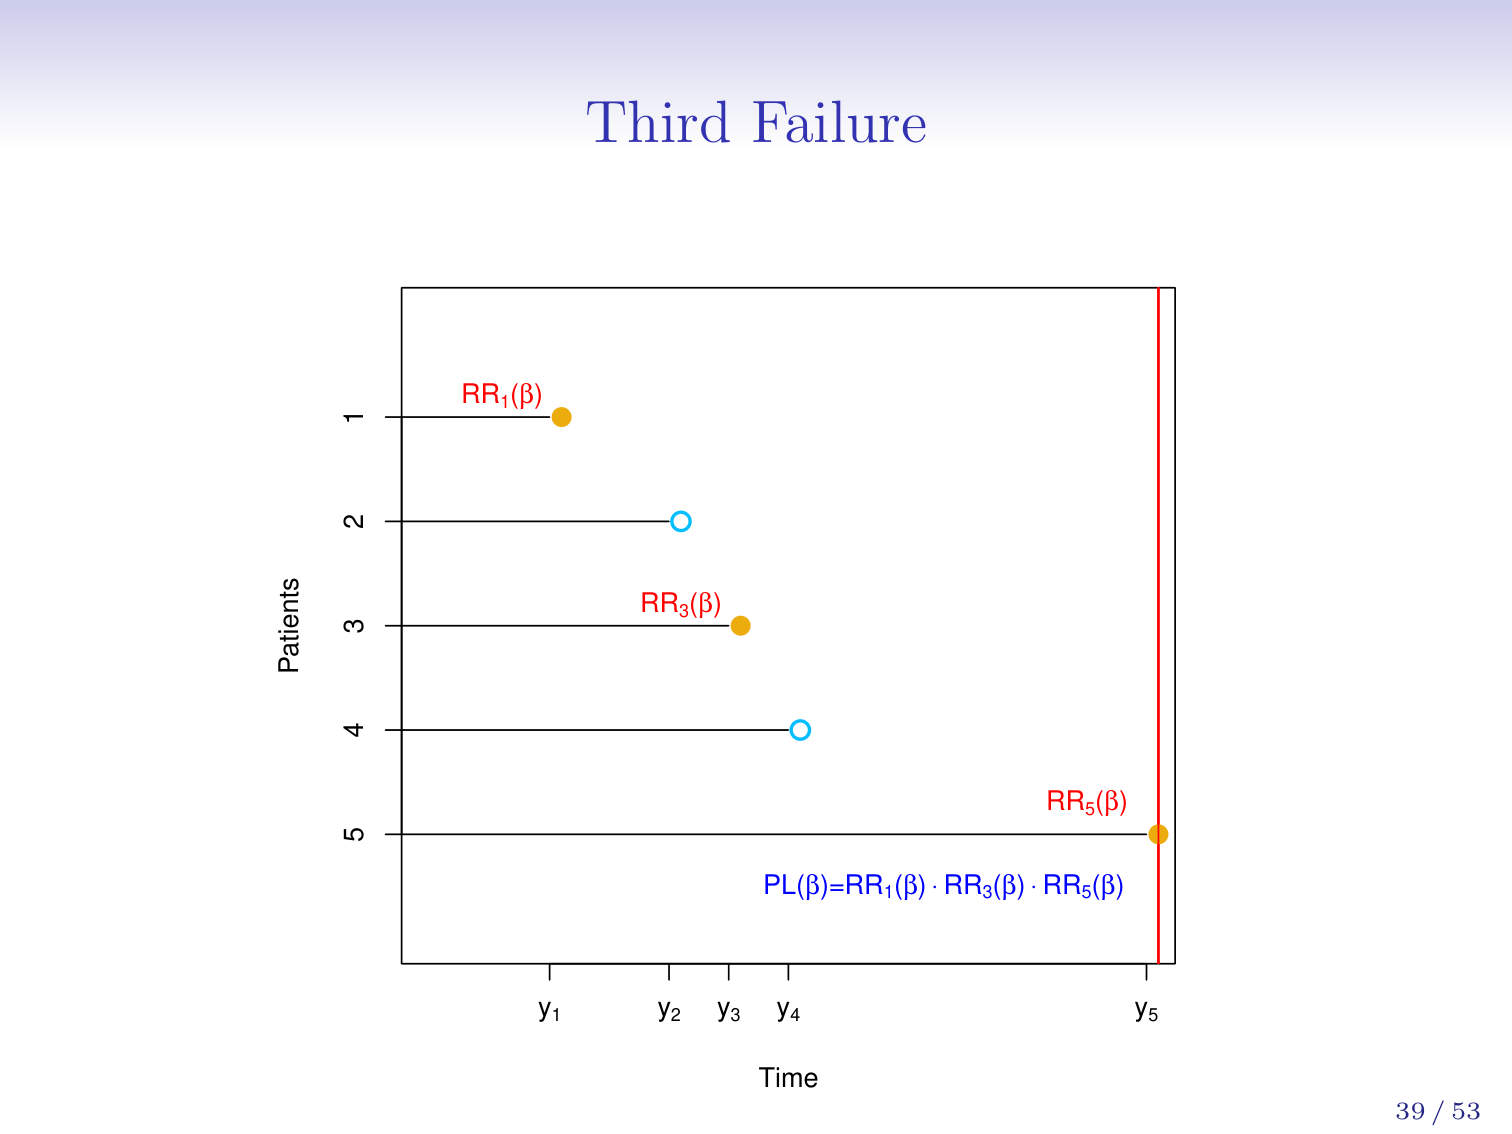 Third Failure
RR₁(β)
1
2
RR₃(β)
3
Patients
4
RR₅(β)
5
PL(β)=RR₁(β) · RR₃(β) · RR₅(β)
y₁ y₂ y₃ y₄ y₅
Time
39 / 53